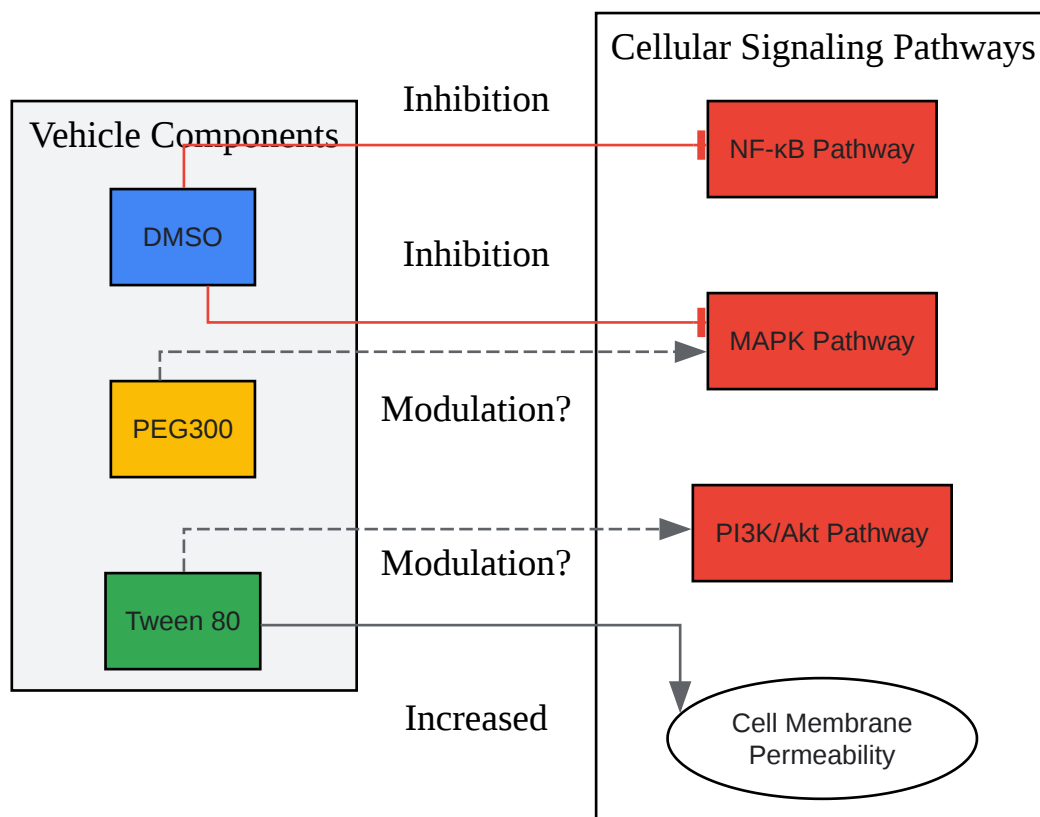 Cellular Signaling Pathways
Vehicle Components
Inhibition
NF-κB Pathway
DMSO
Inhibition
MAPK Pathway
PEG300
Modulation?
PI3K/Akt Pathway
Modulation?
Tween 80
Increased
Cell Membrane
Permeability